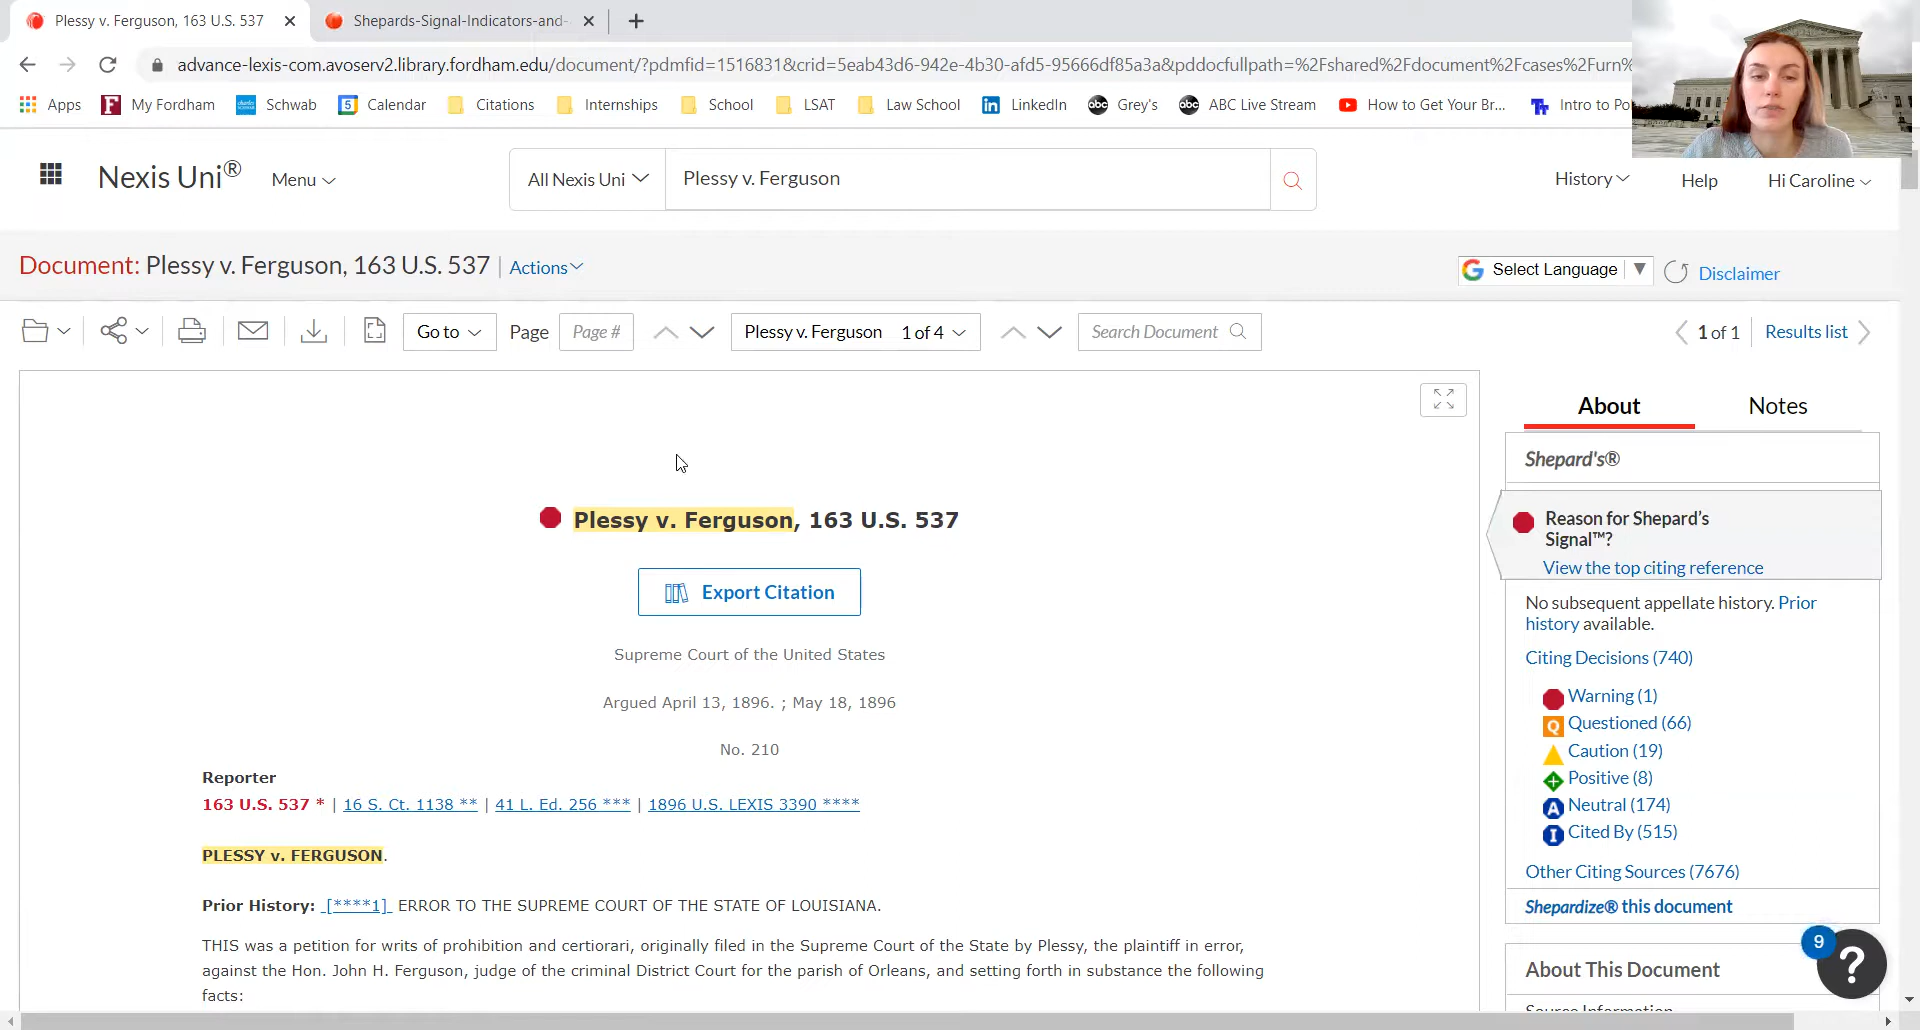 Plessy v. Ferguson, 163 U.S. 537
Shepards-Signal-Indicators-and-
advance-lexis-com.avoserv2.library.fordham.edu/document/?pdmfid=1516831&crid=5eab43d6-942e-4b30-afd5-95666df85a3a&pddocfullpath=%2Fshared%2Fdocument%2Fcases%2Furn%
Apps My Fordham Schwab Calendar Citations Internships School LSAT Law School LinkedIn Grey's ABC Live Stream How to Get Your Br... Intro to Po
Nexis Uni® Menu All Nexis Uni Plessy v. Ferguson History Help Hi Caroline
Document: Plessy v. Ferguson, 163 U.S. 537 | Actions
Select Language Disclaimer
Go to Page Page # Plessy v. Ferguson 1 of 4 Search Document 1 of 1 Results list
About Notes
Shepard's®
Reason for Shepard's
Signal™?
View the top citing reference
No subsequent appellate history. Prior
history available.
Citing Decisions (740)
Warning (1)
Questioned (66)
Caution (19)
Positive (8)
Neutral (174)
Cited By (515)
Other Citing Sources (7676)
Shepardize® this document
About This Document
Source Information
9
?
Plessy v. Ferguson, 163 U.S. 537
Export Citation
Supreme Court of the United States
Argued April 13, 1896. ; May 18, 1896
No. 210
Reporter
163 U.S. 537 * | 16 S. Ct. 1138 ** | 41 L. Ed. 256 *** | 1896 U.S. LEXIS 3390 ****
PLESSY v. FERGUSON.
Prior History: [****1] ERROR TO THE SUPREME COURT OF THE STATE OF LOUISIANA.
THIS was a petition for writs of prohibition and certiorari, originally filed in the Supreme Court of the State by Plessy, the plaintiff in error,
against the Hon. John H. Ferguson, judge of the criminal District Court for the parish of Orleans, and setting forth in substance the following
facts: